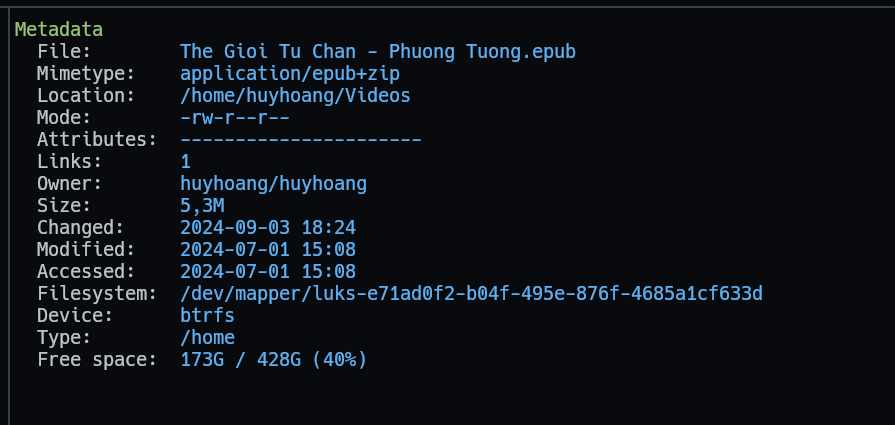 Metadata
File: The Gioi Tu Chan - Phuong Tuong.epub
Mimetype: application/epub+zip
Location: /home/huyhoang/Videos
Mode: -rw-r--r--
Attributes: ----------------------
Links: 1
Owner: huyhoang/huyhoang
Size: 5,3M
Changed: 2024-09-03 18:24
Modified: 2024-07-01 15:08
Accessed: 2024-07-01 15:08
Filesystem: /dev/mapper/luks-e71ad0f2-b04f-495e-876f-4685a1cf633d
Device: btrfs
Type: /home
Free space: 173G / 428G (40%)